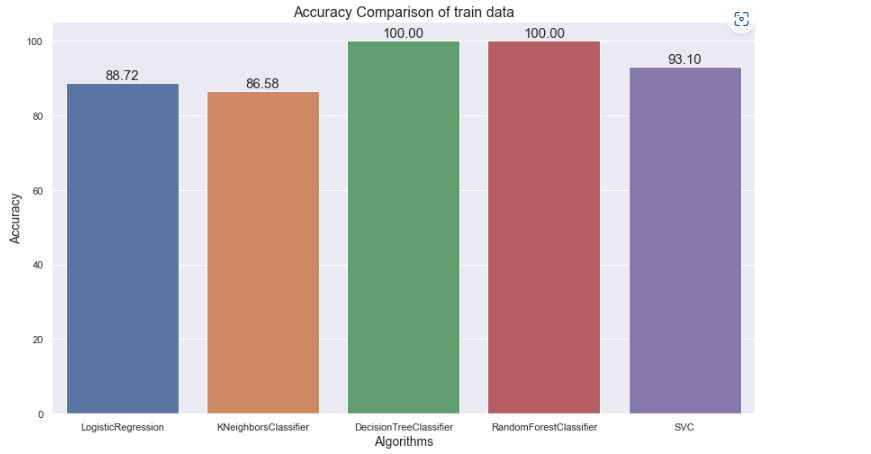 Accuracy Comparison of train data
100.00
100.00
93.10
88.72
86.58
100
80
60
40
20
0
Accuracy
LogisticRegression
KNeighborsClassifier
DecisionTreeClassifier
RandomForestClassifier
SVC
Algorithms